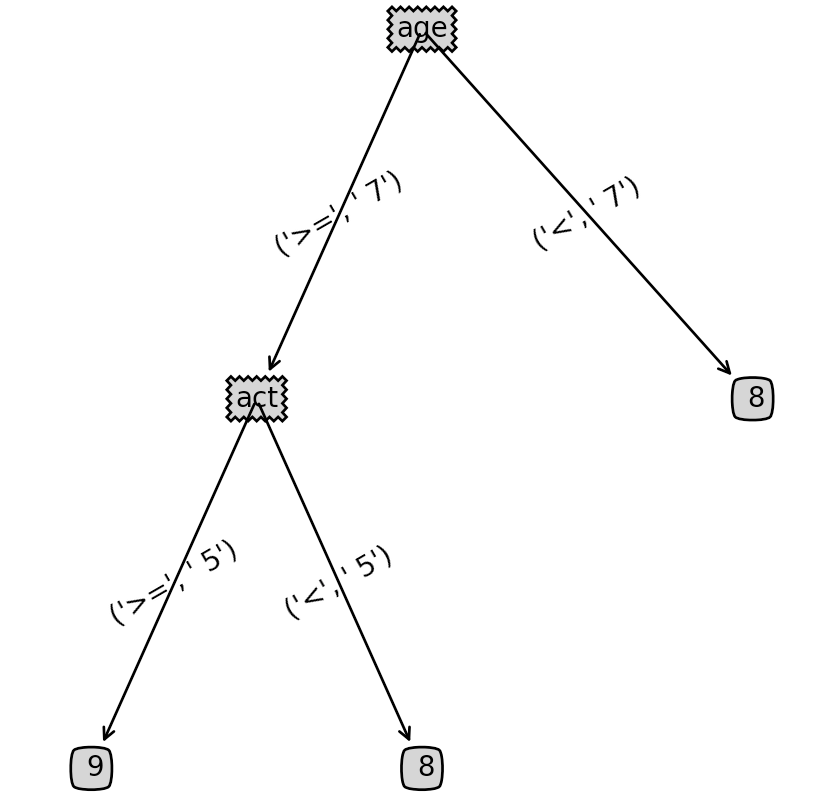 age
('>=', ' 7')
('<', ' 7')
act
8
('>=', ' 5')
('<', ' 5')
9
8